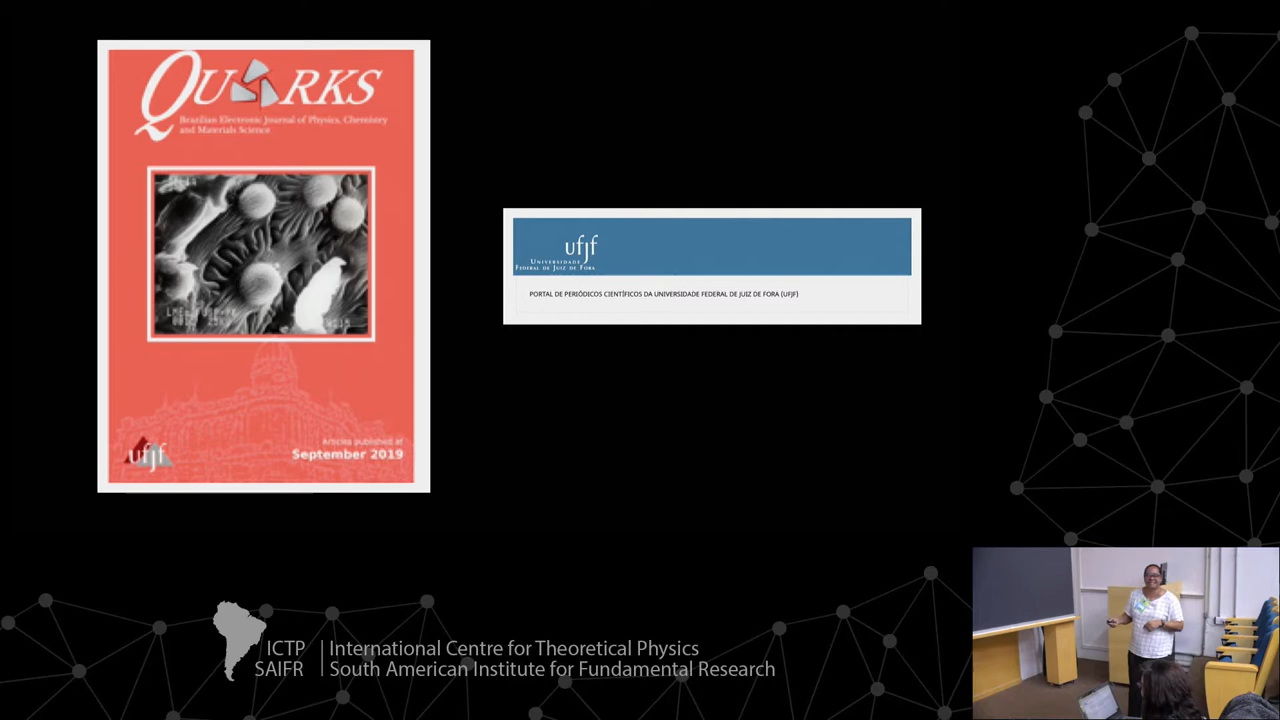 QUARKS
Brazilian Electronic Journal of Physics, Chemistry
and Materials Science
Articles published at
September 2019
ufjf
ufjf
UNIVERSIDADE
FEDERAL DE JUIZ DE FORA
PORTAL DE PERIÓDICOS CIENTÍFICOS DA UNIVERSIDADE FEDERAL DE JUIZ DE FORA (UFJF)
ICTP
SAIFR
International Centre for Theoretical Physics
South American Institute for Fundamental Research